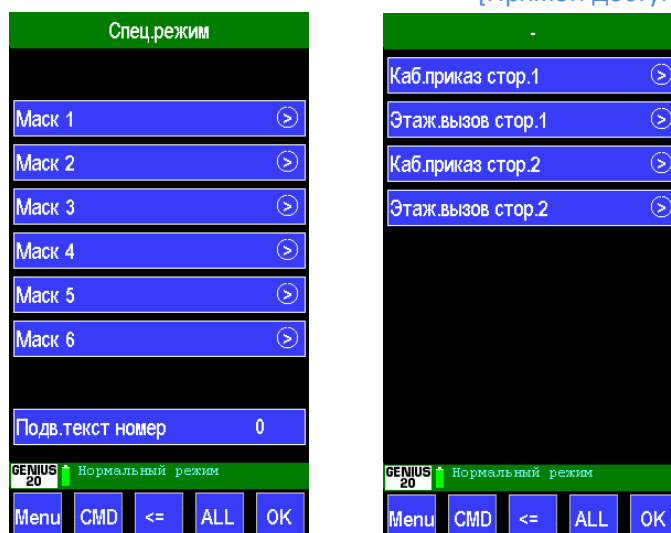 Спец.режим
Маск 1
Маск 2
Маск 3
Маск 4
Маск 5
Маск 6
Подв.текст номер 0
GENIUS 20 Нормальный режим
Menu CMD <= ALL OK
-
Каб.приказ стор.1
Этаж.вызов стор.1
Каб.приказ стор.2
Этаж.вызов стор.2
GENIUS 20 Нормальный режим
Menu CMD <= ALL OK